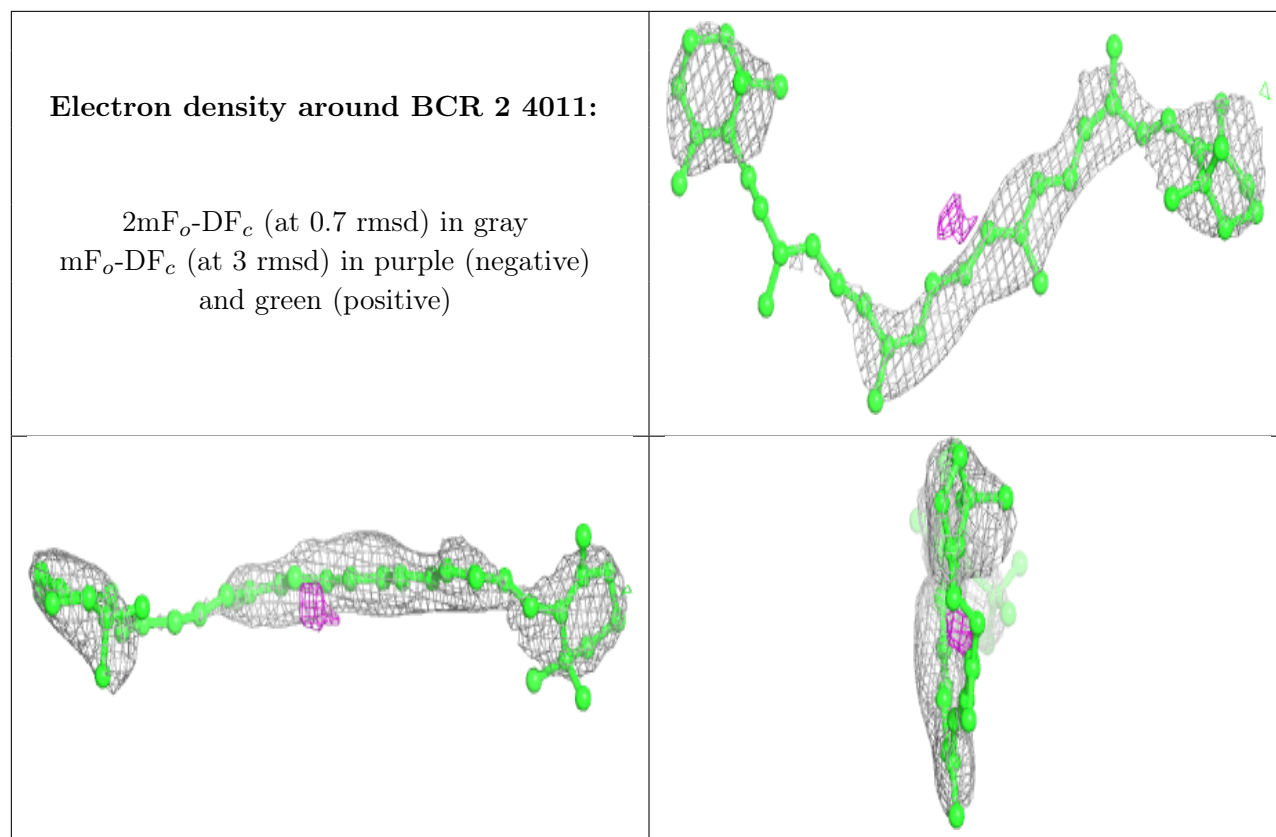 Electron density around BCR 2 4011:
2mFo-DFc (at 0.7 rmsd) in gray
mFo-DFc (at 3 rmsd) in purple (negative)
and green (positive)